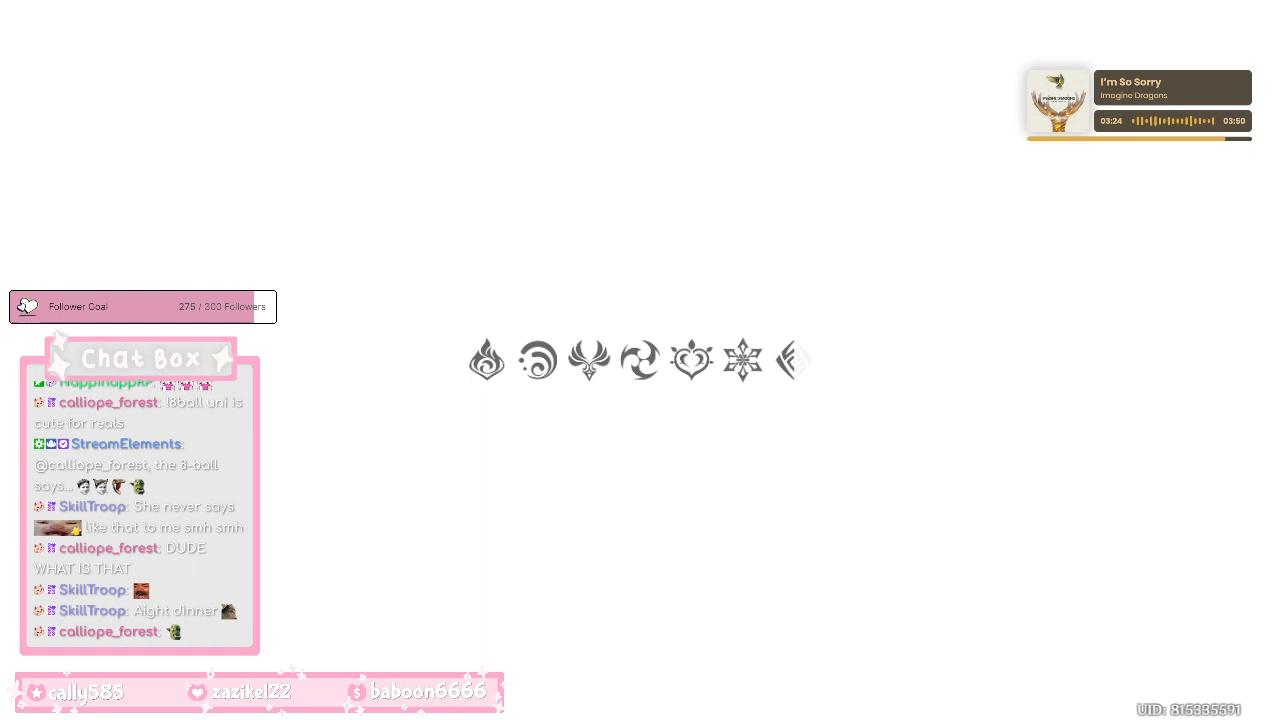 I'm So Sorry
Imagine Dragons
03:24
03:50
Follower Goal
275 / 300 Followers
Chat Box
calliope_forest: !8ball uni is
cute for reals
StreamElements:
@calliope_forest, the 8-ball
says...
SkillTroop: She never says
like that to me smh smh
calliope_forest: DUDE
WHAT IS THAT
SkillTroop:
SkillTroop: Aight dinner
calliope_forest:
cally585
zazikel22
baboon6666
UID: 815335591